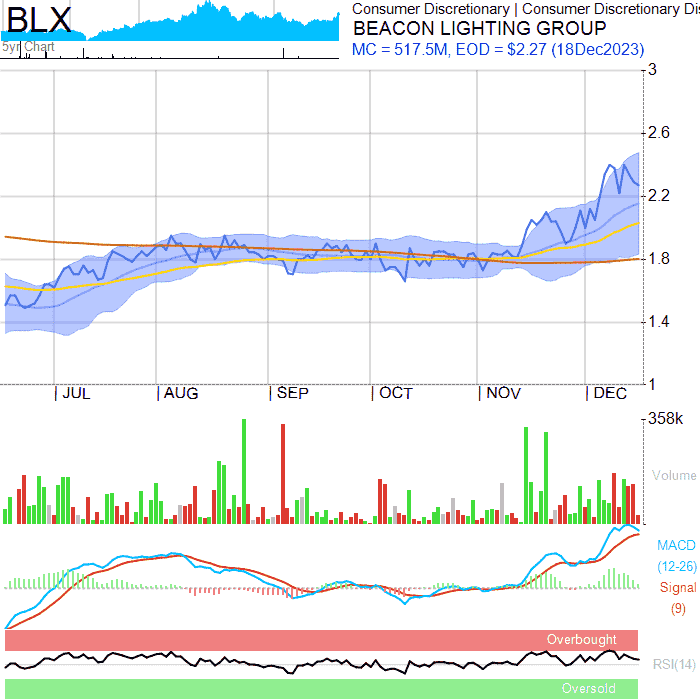 BLX
5yr Chart
Consumer Discretionary | Consumer Discretionary Dis
BEACON LIGHTING GROUP
MC = 517.5M, EOD = $2.27 (18Dec2023)
3
2.6
2.2
1.8
1.4
1
JUL AUG SEP OCT NOV DEC
358k
Volume
MACD
(12-26)
Signal
(9)
Overbought
RSI(14)
Oversold